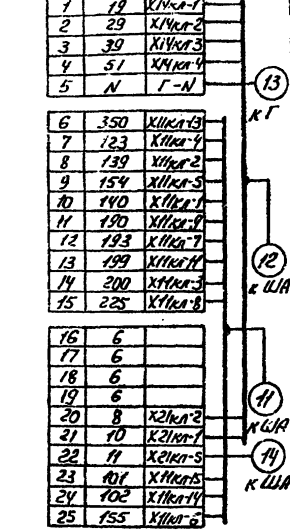 1 19 X14кл-1
2 29 X14кл-2
3 39 X14кл-3
4 51 X14кл-4
5 N Г-N
13
к Г
6 350 X11кл-13
7 123 X11кл-4
8 139 X11кл-2
9 154 X11кл-5
10 140 X11кл-1
11 190 X11кл-9
12 193 X11кл-7
13 199 X11кл-11
14 200 X11кл-3
15 225 X11кл-8
12
к ША
16 6
17 6
18 6
19 6
20 8 X21кл-2
21 10 X21кл-1
22 11 X21кл-5
23 101 X11кл-15
24 102 X11кл-14
25 155 X11кл-6
11
к ША
14
к ША